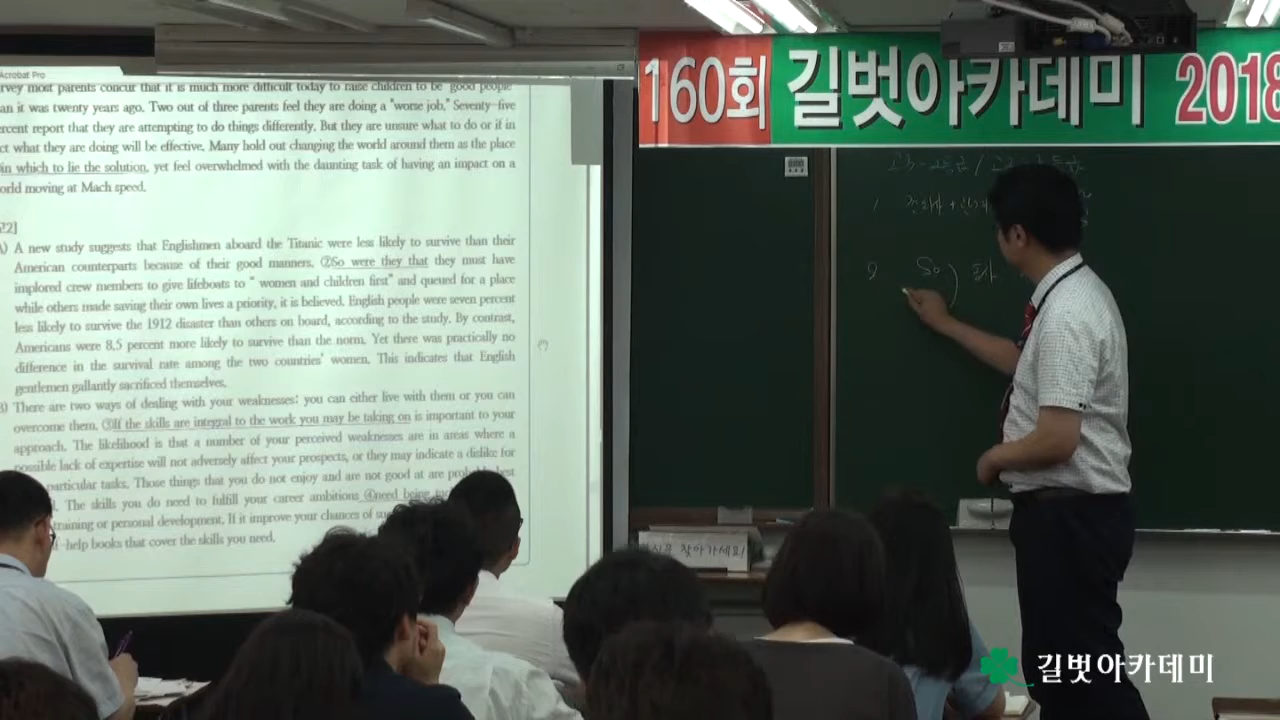 Acrobat Pro
rvey most parents concur that it is much more difficult today to raise children to be "good people"
an it was twenty years ago. Two out of three parents feel they are doing a "worse job." Seventy-five
ercent report that they are attempting to do things differently. But they are unsure what to do or if in
ct what they are doing will be effective. Many hold out changing the world around them as the place
in which to lie the solution, yet feel overwhelmed with the daunting task of having an impact on a
orld moving at Mach speed.
22]
A) A new study suggests that Englishmen aboard the Titanic were less likely to survive than their
American counterparts because of their good manners. ②So were they that they must have
implored crew members to give lifeboats to " women and children first" and queued for a place
while others made saving their own lives a priority, it is believed. English people were seven percent
less likely to survive the 1912 disaster than others on board, according to the study. By contrast,
Americans were 8.5 percent more likely to survive than the norm. Yet there was practically no
difference in the survival rate among the two countries' women. This indicates that English
gentlemen gallantly sacrificed themselves.
3) There are two ways of dealing with your weaknesses: you can either live with them or you can
overcome them. ③If the skills are integral to the work you may be taking on is important to your
approach. The likelihood is that a number of your perceived weaknesses are in areas where a
possible lack of expertise will not adversely affect your prospects, or they may indicate a dislike for
particular tasks. Those things that you do not enjoy and are not good at are best
The skills you do need to fulfill your career ambitions ④need being
training or personal development. If it improve your chances of
-help books that cover the skills you need.
160회 길벗아카데미 2018
So
찾아가세요!
길벗아카데미